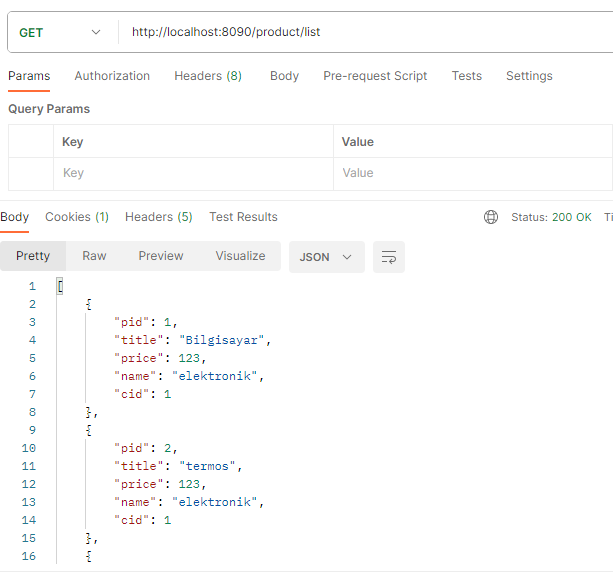 GET http://localhost:8090/product/list
Params Authorization Headers (8) Body Pre-request Script Tests Settings
Query Params
Key Value
Key Value
Body Cookies (1) Headers (5) Test Results Status: 200 OK Ti
Pretty Raw Preview Visualize JSON
1 [
2 {
3 "pid": 1,
4 "title": "Bilgisayar",
5 "price": 123,
6 "name": "elektronik",
7 "cid": 1
8 },
9 {
10 "pid": 2,
11 "title": "termos",
12 "price": 123,
13 "name": "elektronik",
14 "cid": 1
15 },
16 {